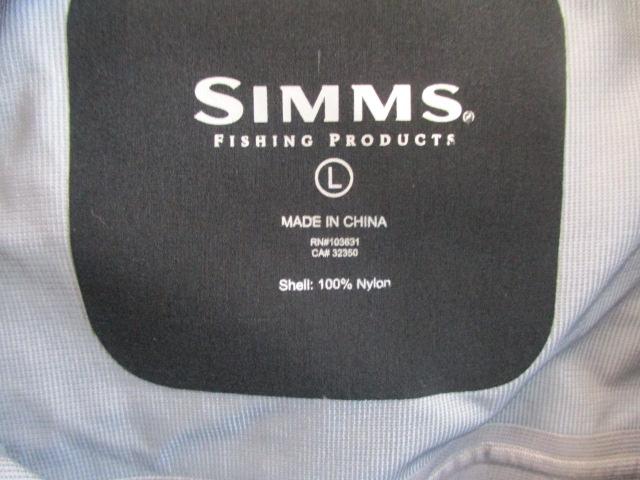 SIMMS®
FISHING PRODUCTS
L
MADE IN CHINA
RN#103631
CA# 32350
Shell: 100% Nylon